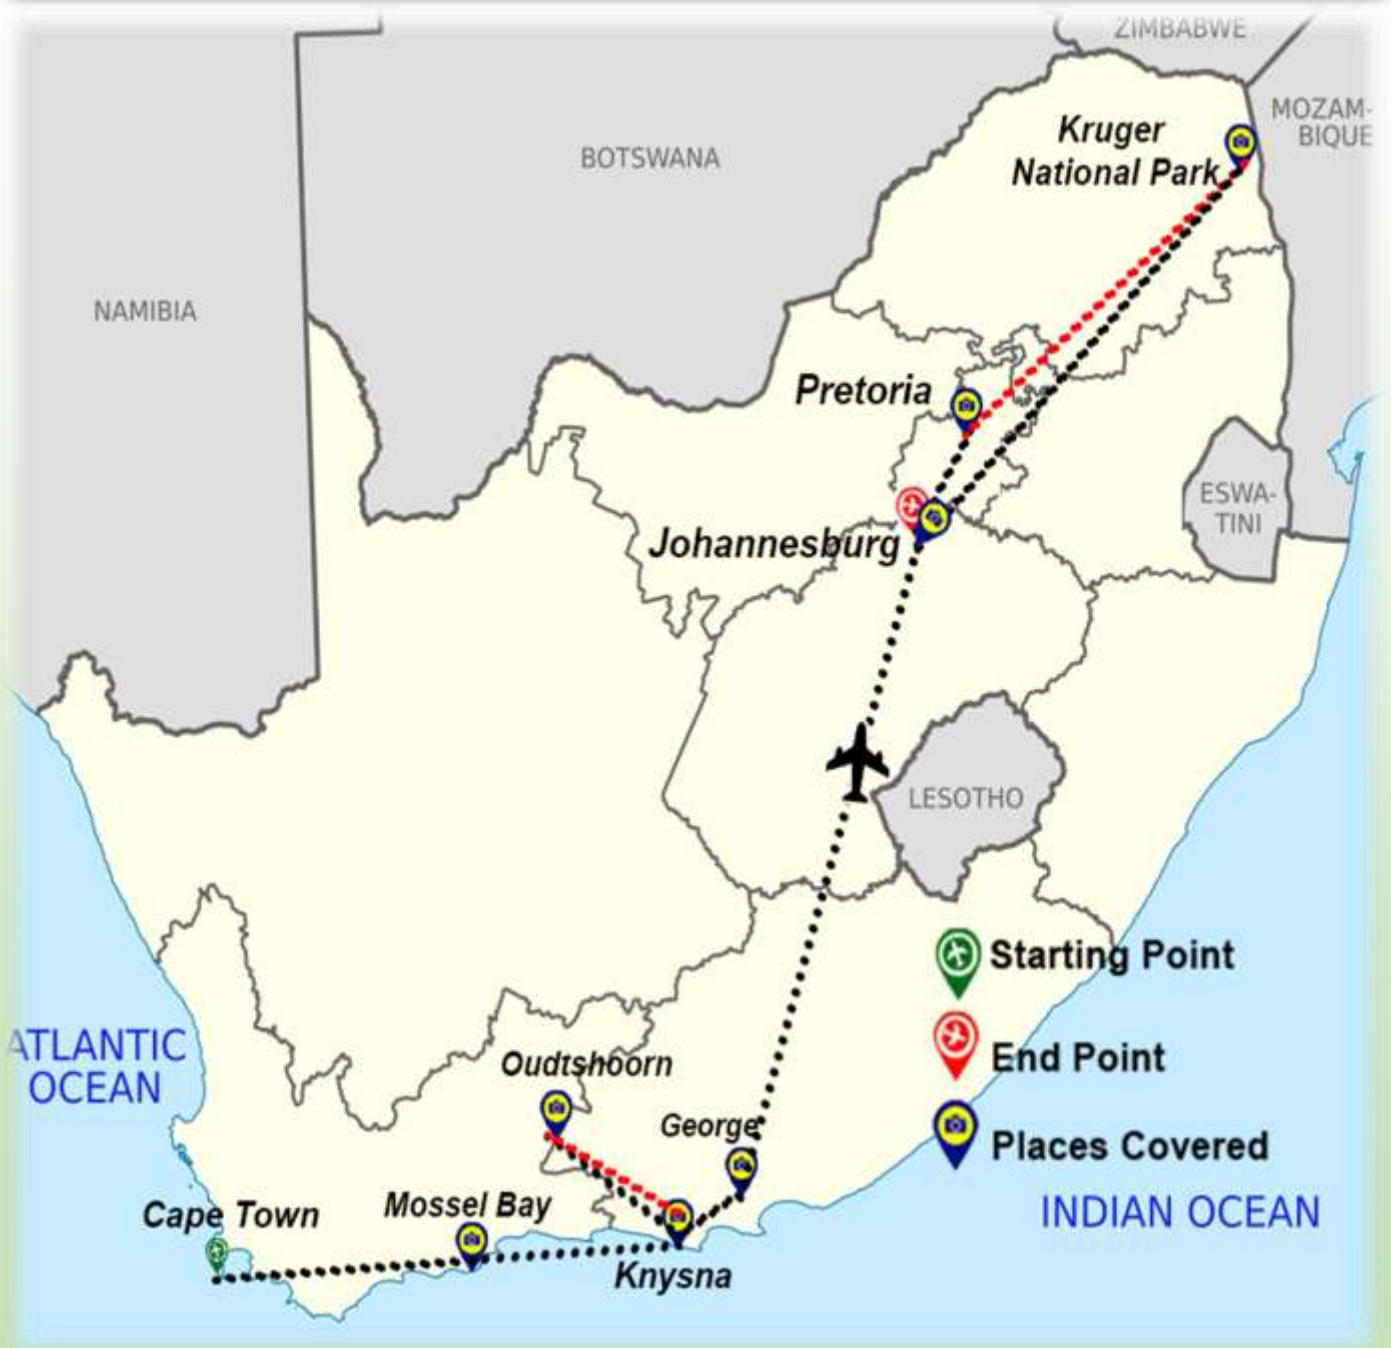 ZIMBABWE
MOZAM-
BIQUE
Kruger
National Park
BOTSWANA
NAMIBIA
Pretoria
ESWA-
TINI
Johannesburg
LESOTHO
Starting Point
End Point
Places Covered
ATLANTIC
OCEAN
Oudtshoorn
George
Mossel Bay
Cape Town
Knysna
INDIAN OCEAN